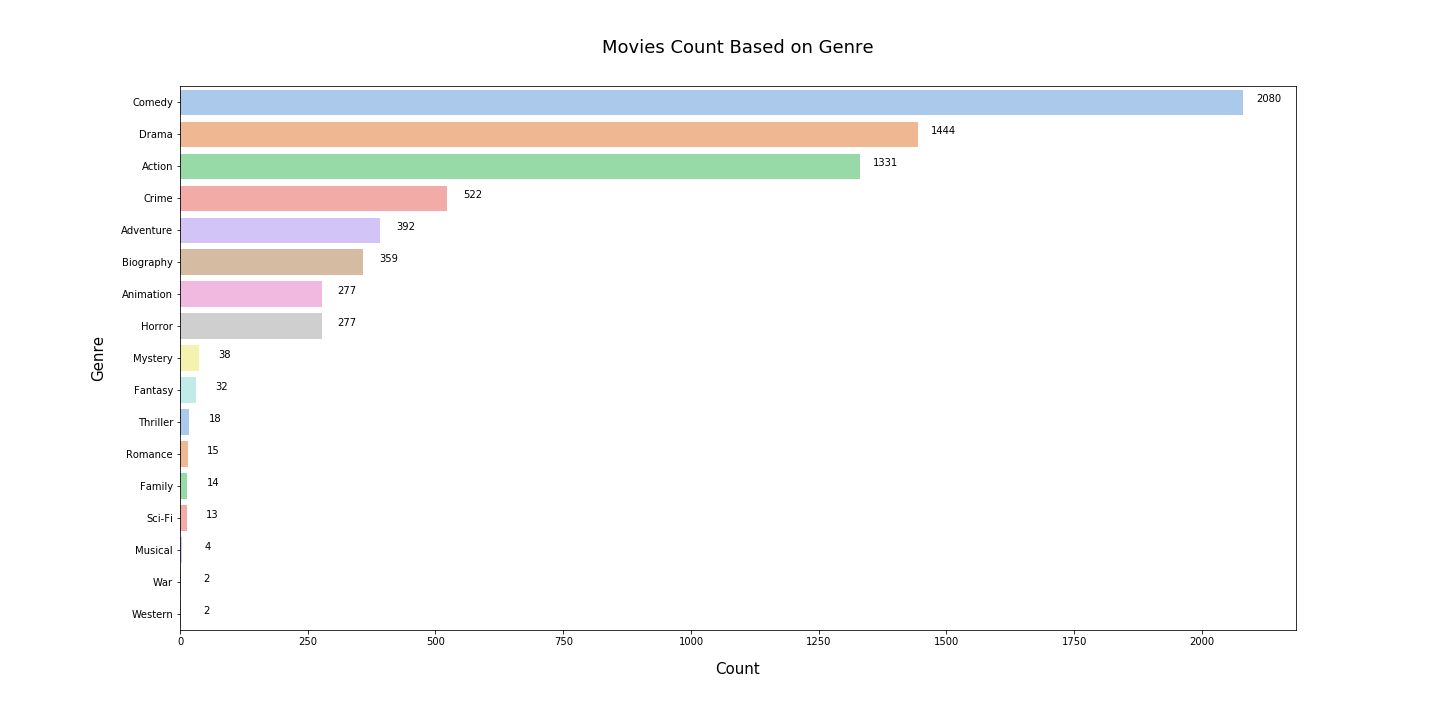 Movies Count Based on Genre
Comedy 2080
Drama 1444
Action 1331
Crime 522
Adventure 392
Biography 359
Animation 277
Horror 277
Mystery 38
Fantasy 32
Thriller 18
Romance 15
Family 14
Sci-Fi 13
Musical 4
War 2
Western 2
Genre
0 250 500 750 1000 1250 1500 1750 2000
Count